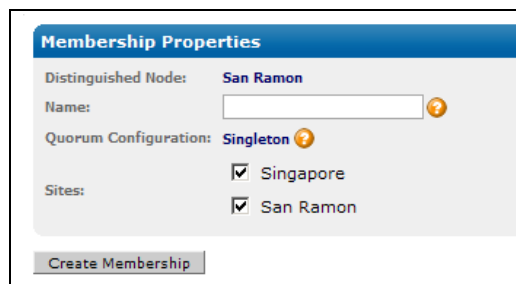 Membership Properties
Distinguished Node: San Ramon
Name:
Quorum Configuration: Singleton
Sites:
Singapore
San Ramon
Create Membership